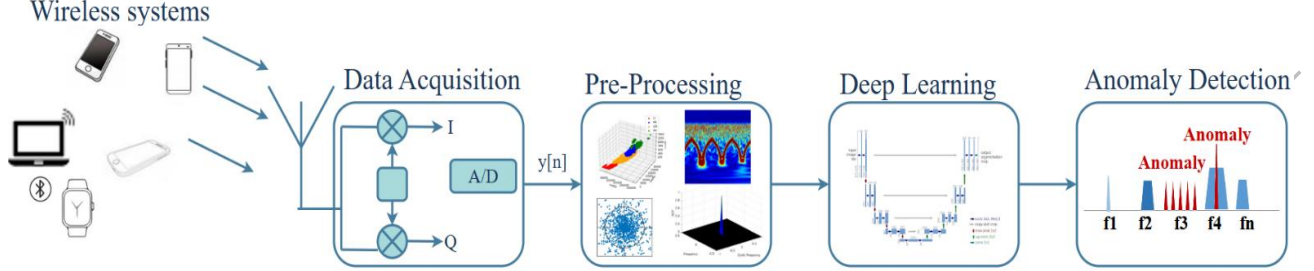 Wireless systems
Data Acquisition
I
A/D
Q
y[n]
Pre-Processing
Deep Learning
Anomaly Detection
Anomaly
Anomaly
f1 f2 f3 f4 fn